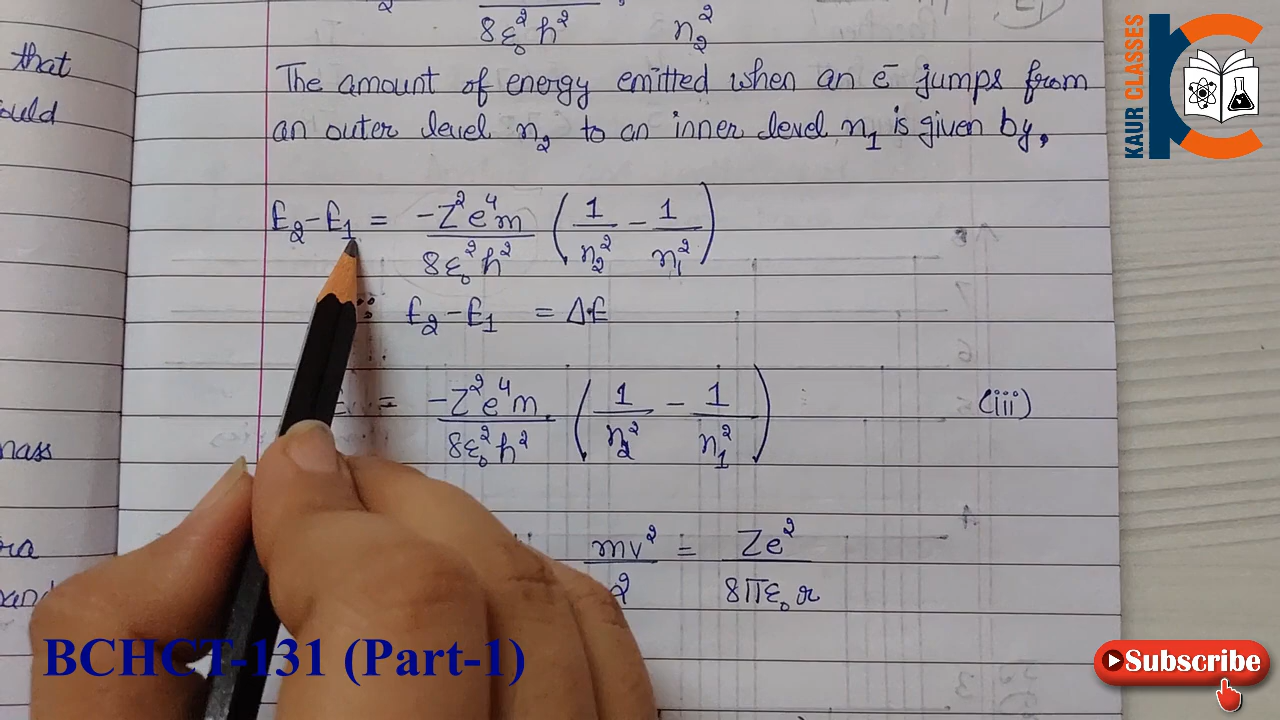 8ε₀²h² n₂²
The amount of energy emitted when an ē jumps from
an outer level n₂ to an inner level n₁ is given by,
E₂-E₁ = -Z²e⁴m / 8ε₀²h² (1/n₂² - 1/n₁²)
E₂-E₁ = ΔE
= -Z²e⁴m / 8ε₀²h² (1/n₂² - 1/n₁²) (iii)
mv²/2 = Ze²/8πε₀r
that
ould
mass
KAUR CLASSES
BCHCT-131 (Part-1)
Subscribe